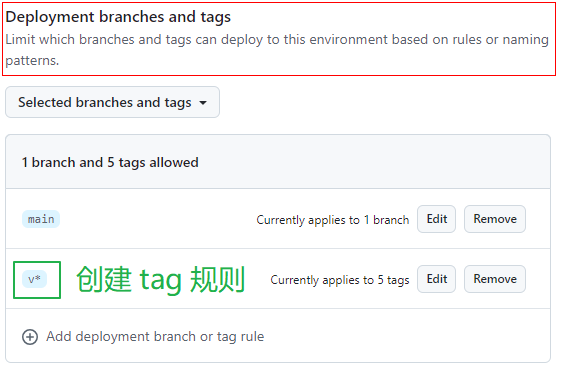 Deployment branches and tags
Limit which branches and tags can deploy to this environment based on rules or naming
patterns.
Selected branches and tags
1 branch and 5 tags allowed
main Currently applies to 1 branch Edit Remove
v* 创建 tag 规则 Currently applies to 5 tags Edit Remove
Add deployment branch or tag rule